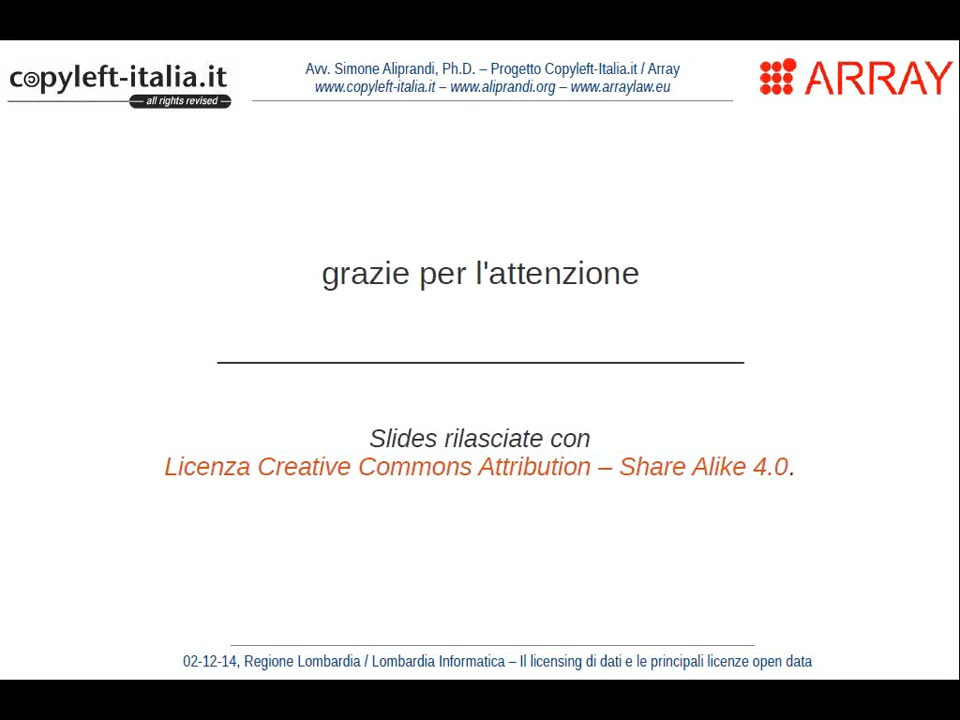 copyleft-italia.it
all rights revised
Avv. Simone Aliprandi, Ph.D. – Progetto Copyleft-Italia.it / Array
www.copyleft-italia.it – www.aliprandi.org – www.arraylaw.eu
ARRAY
grazie per l'attenzione
Slides rilasciate con
Licenza Creative Commons Attribution – Share Alike 4.0.
02-12-14, Regione Lombardia / Lombardia Informatica – Il licensing di dati e le principali licenze open data